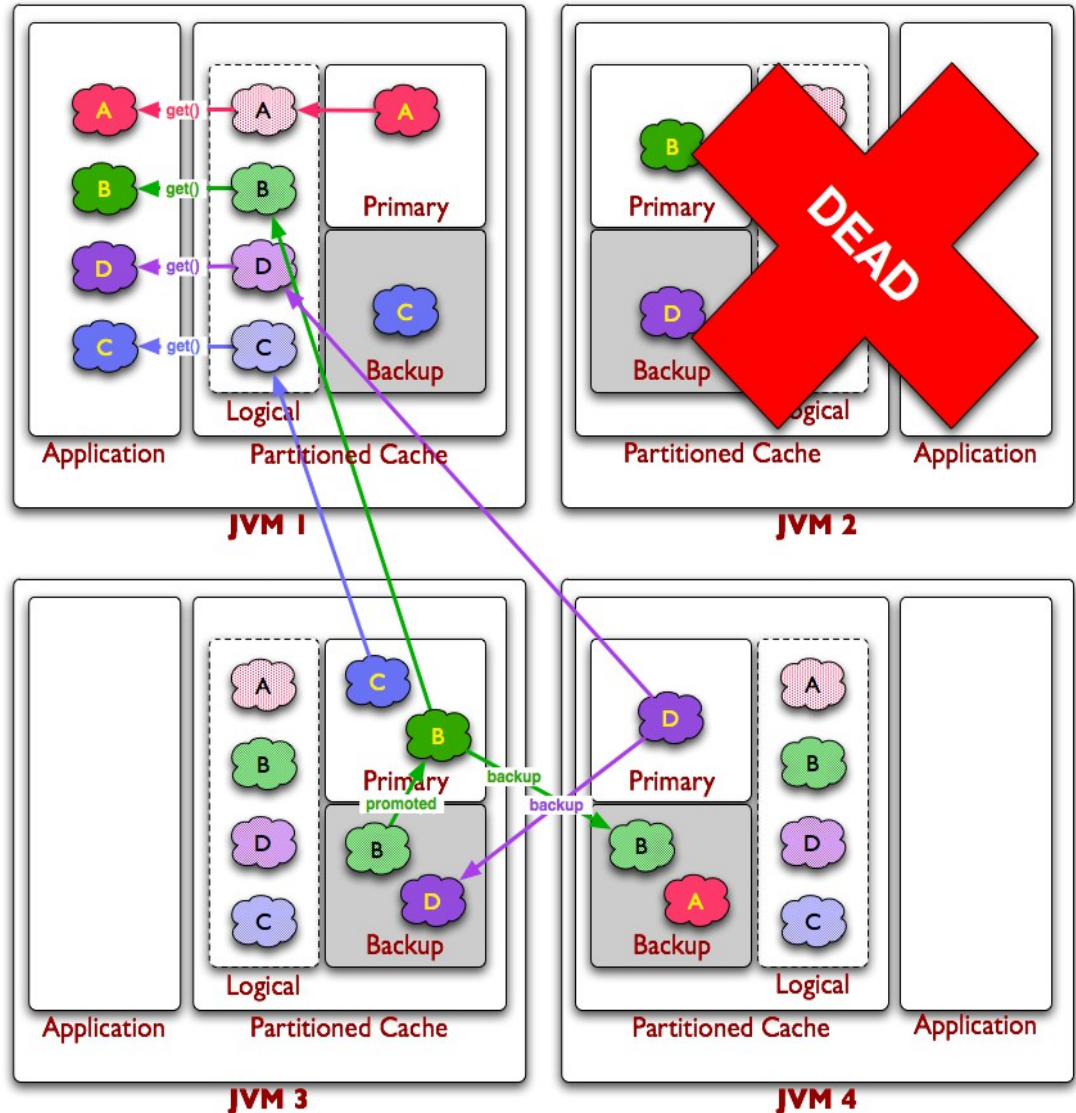 A get() A A
B get() B
Primary
D get() D
C get() C
C
Backup
Logical
Application Partitioned Cache
JVM 1
B
Primary
D
Backup
DEAD
Partitioned Cache Application
JVM 2
A
C
B
B
Primary
promoted
backup
D
B
D
C
Backup
Logical
Application Partitioned Cache
JVM 3
D
A
Primary
B
backup
B
D
A
C
Backup
Logical
Partitioned Cache Application
JVM 4